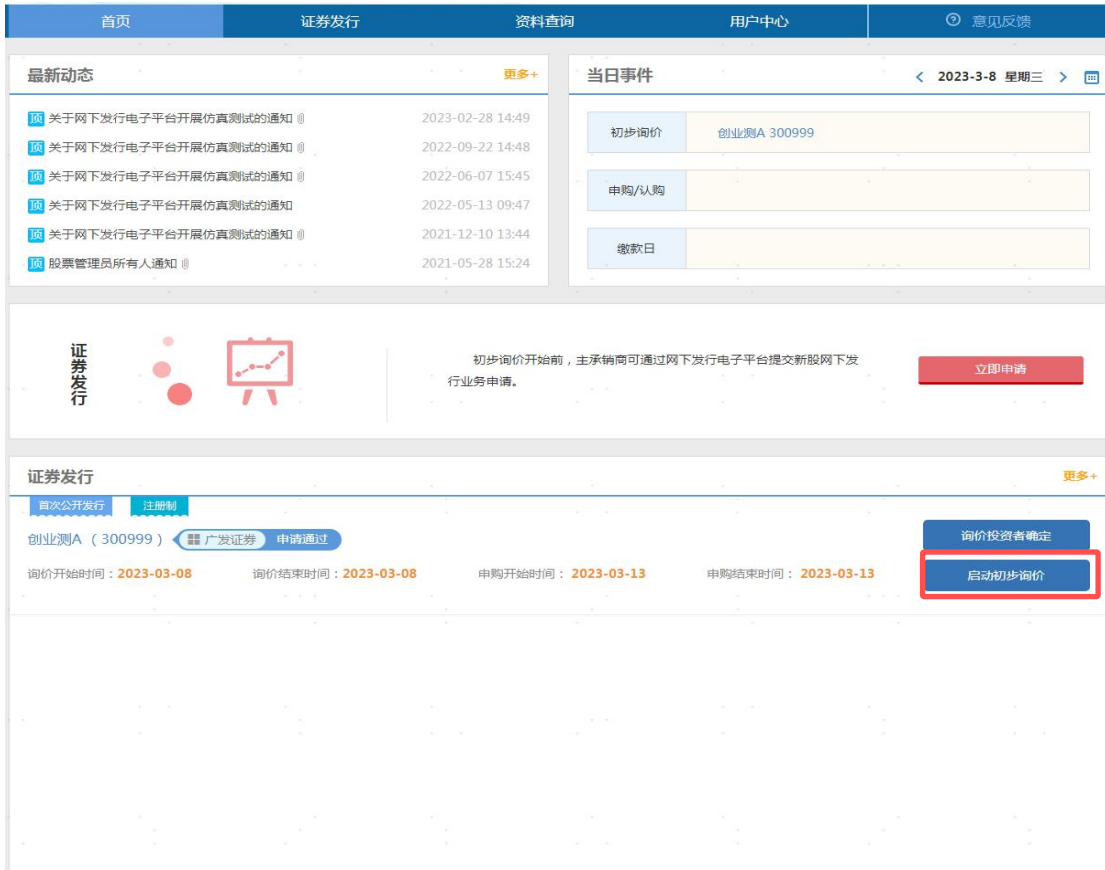 首页 证券发行 资料查询 用户中心 意见反馈
最新动态 更多+
顶 关于网下发行电子平台开展仿真测试的通知 2023-02-28 14:49
顶 关于网下发行电子平台开展仿真测试的通知 2022-09-22 14:48
顶 关于网下发行电子平台开展仿真测试的通知 2022-06-07 15:45
顶 关于网下发行电子平台开展仿真测试的通知 2022-05-13 09:47
顶 关于网下发行电子平台开展仿真测试的通知 2021-12-10 13:44
顶 股票管理员所有人通知 2021-05-28 15:24
当日事件 < 2023-3-8 星期三 >
初步询价 创业测A 300999
申购/认购
缴款日
证券发行
初步询价开始前，主承销商可通过网下发行电子平台提交新股网下发
行业务申请。
立即申请
证券发行 更多+
首次公开发行 注册制
创业测A （300999） 广发证券 申请通过
询价投资者确定
询价开始时间：2023-03-08 询价结束时间：2023-03-08 申购开始时间：2023-03-13 申购结束时间：2023-03-13
启动初步询价